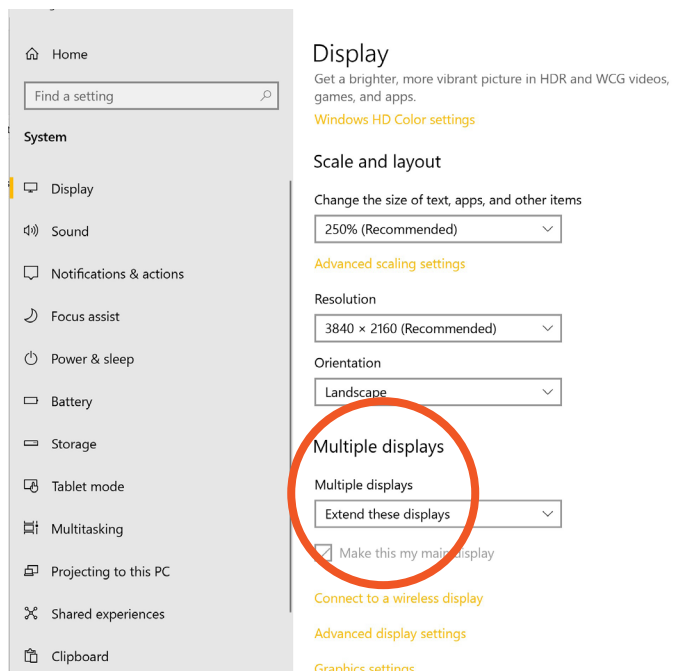 Home
Find a setting
System
Display
Sound
Notifications & actions
Focus assist
Power & sleep
Battery
Storage
Tablet mode
Multitasking
Projecting to this PC
Shared experiences
Clipboard
Display
Get a brighter, more vibrant picture in HDR and WCG videos,
games, and apps.
Windows HD Color settings
Scale and layout
Change the size of text, apps, and other items
250% (Recommended)
Advanced scaling settings
Resolution
3840 × 2160 (Recommended)
Orientation
Landscape
Multiple displays
Multiple displays
Extend these displays
Make this my main display
Connect to a wireless display
Advanced display settings
Graphics settings